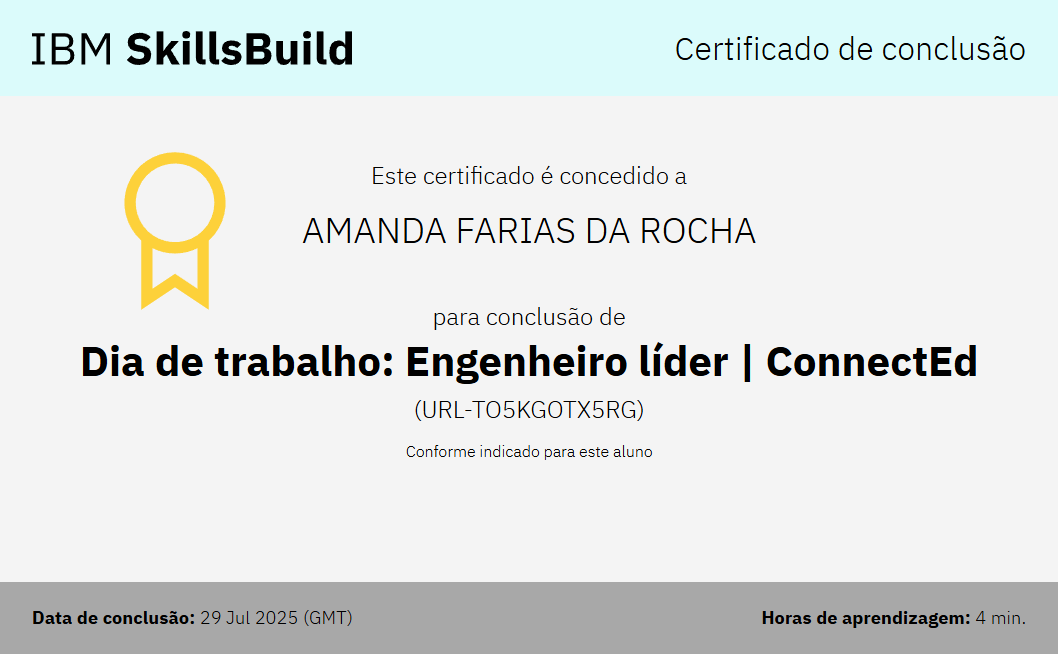 IBM SkillsBuild
Certificado de conclusão
Este certificado é concedido a
AMANDA FARIAS DA ROCHA
para conclusão de
Dia de trabalho: Engenheiro líder | ConnectEd
(URL-TO5KGOTX5RG)
Conforme indicado para este aluno
Data de conclusão: 29 Jul 2025 (GMT)
Horas de aprendizagem: 4 min.